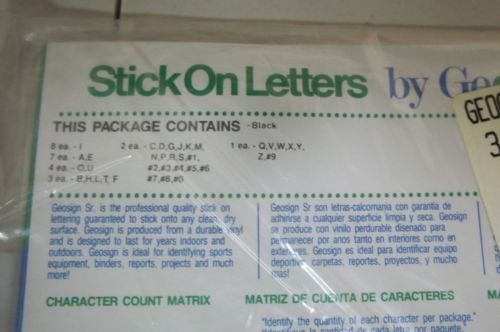 Stick On Letters by
THIS PACKAGE CONTAINS -Black
8 ea. - I 2 ea. - C,D,G,J,K,M, 1 ea. - Q,V,W,X,Y,
7 ea. - A,E N,P,R,S,#1, Z,#9
4 ea. - O,U #2,#3,#4,#5,#6
3 ea. - B,H,L,T, F #7,#8,#0
GEOS
3
Geosign Sr. is the professional quality stick on
lettering guaranteed to stick onto any clean, dry
surface. Geosign is produced from a durable vinyl
and is designed to last for years indoors and
outdoors. Geosign is ideal for identifying sports
equipment, binders, reports, projects and much
more!
Geosign Sr son letras-calcomania con garantia de
adhinrse a cualquier superficie limpia y seca. Geosign
se produce con vinilo perdurable disenado para
permanecer por anos tanto en interiores como en
exteriores. Geosign es ideal para identificar equipo
deportivo, carpetas, reportes, proyectos, y mucho
mas!
CHARACTER COUNT MATRIX
MATRIZ DE CUENTA DE CARACTERES
"Identify the quantity of each character per package."